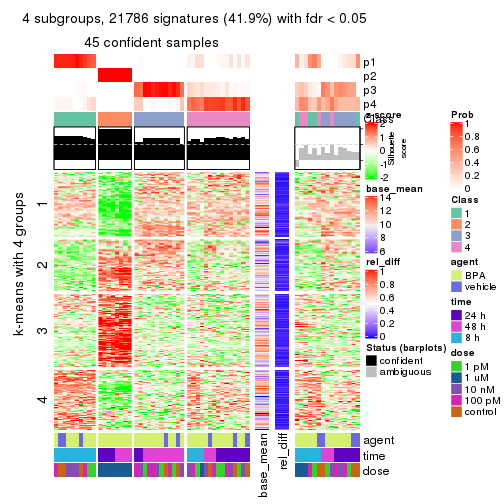 4 subgroups, 21786 signatures (41.9%) with fdr < 0.05
45 confident samples
p1
p2
p3
p4
Class
z-score
2
1
0
-1
-2
Silhouette
score
k-means with 4 groups
1
2
3
4
base_mean
14
12
10
8
6
rel_diff
1
0.8
0.6
0.4
0.2
0
Status (barplots)
confident
ambiguous
Prob
1
0.8
0.6
0.4
0.2
0
Class
1
2
3
4
agent
BPA
vehicle
time
24 h
48 h
8 h
dose
1 pM
1 uM
10 nM
100 pM
control
agent
time
dose
base_mean
rel_diff